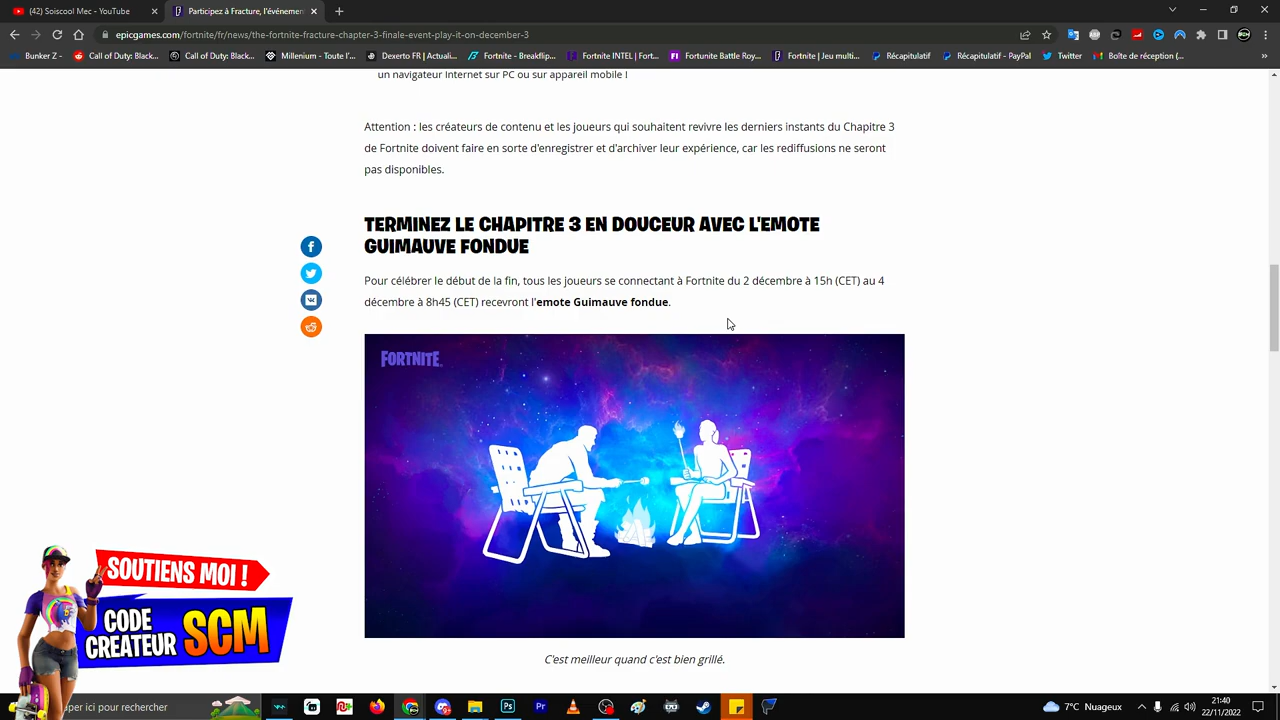 (42) Soiscool Mec - YouTube
Participez à Fracture, l'événemen
epicgames.com/fortnite/fr/news/the-fortnite-fracture-chapter-3-finale-event-play-it-on-december-3
Bunker Z -
Call of Duty: Black...
Call of Duty: Black...
Millenium - Toute l'...
Dexerto FR | Actuali...
Fortnite - Breakflip...
Fortnite INTEL | Fort...
Fortunite Battle Roy...
Fortnite | Jeu multi...
Récapitulatif
Récapitulatif - PayPal
Twitter
Boîte de réception (...
un navigateur Internet sur PC ou sur appareil mobile !
Attention : les créateurs de contenu et les joueurs qui souhaitent revivre les derniers instants du Chapitre 3
de Fortnite doivent faire en sorte d'enregistrer et d'archiver leur expérience, car les rediffusions ne seront
pas disponibles.
TERMINEZ LE CHAPITRE 3 EN DOUCEUR AVEC L'EMOTE
GUIMAUVE FONDUE
Pour célébrer le début de la fin, tous les joueurs se connectant à Fortnite du 2 décembre à 15h (CET) au 4
décembre à 8h45 (CET) recevront l'emote Guimauve fondue.
FORTNITE
C'est meilleur quand c'est bien grillé.
SOUTIENS MOI !
CODE
CREATEUR SCM
per ici pour rechercher
7°C Nuageux
21:40
22/11/2022